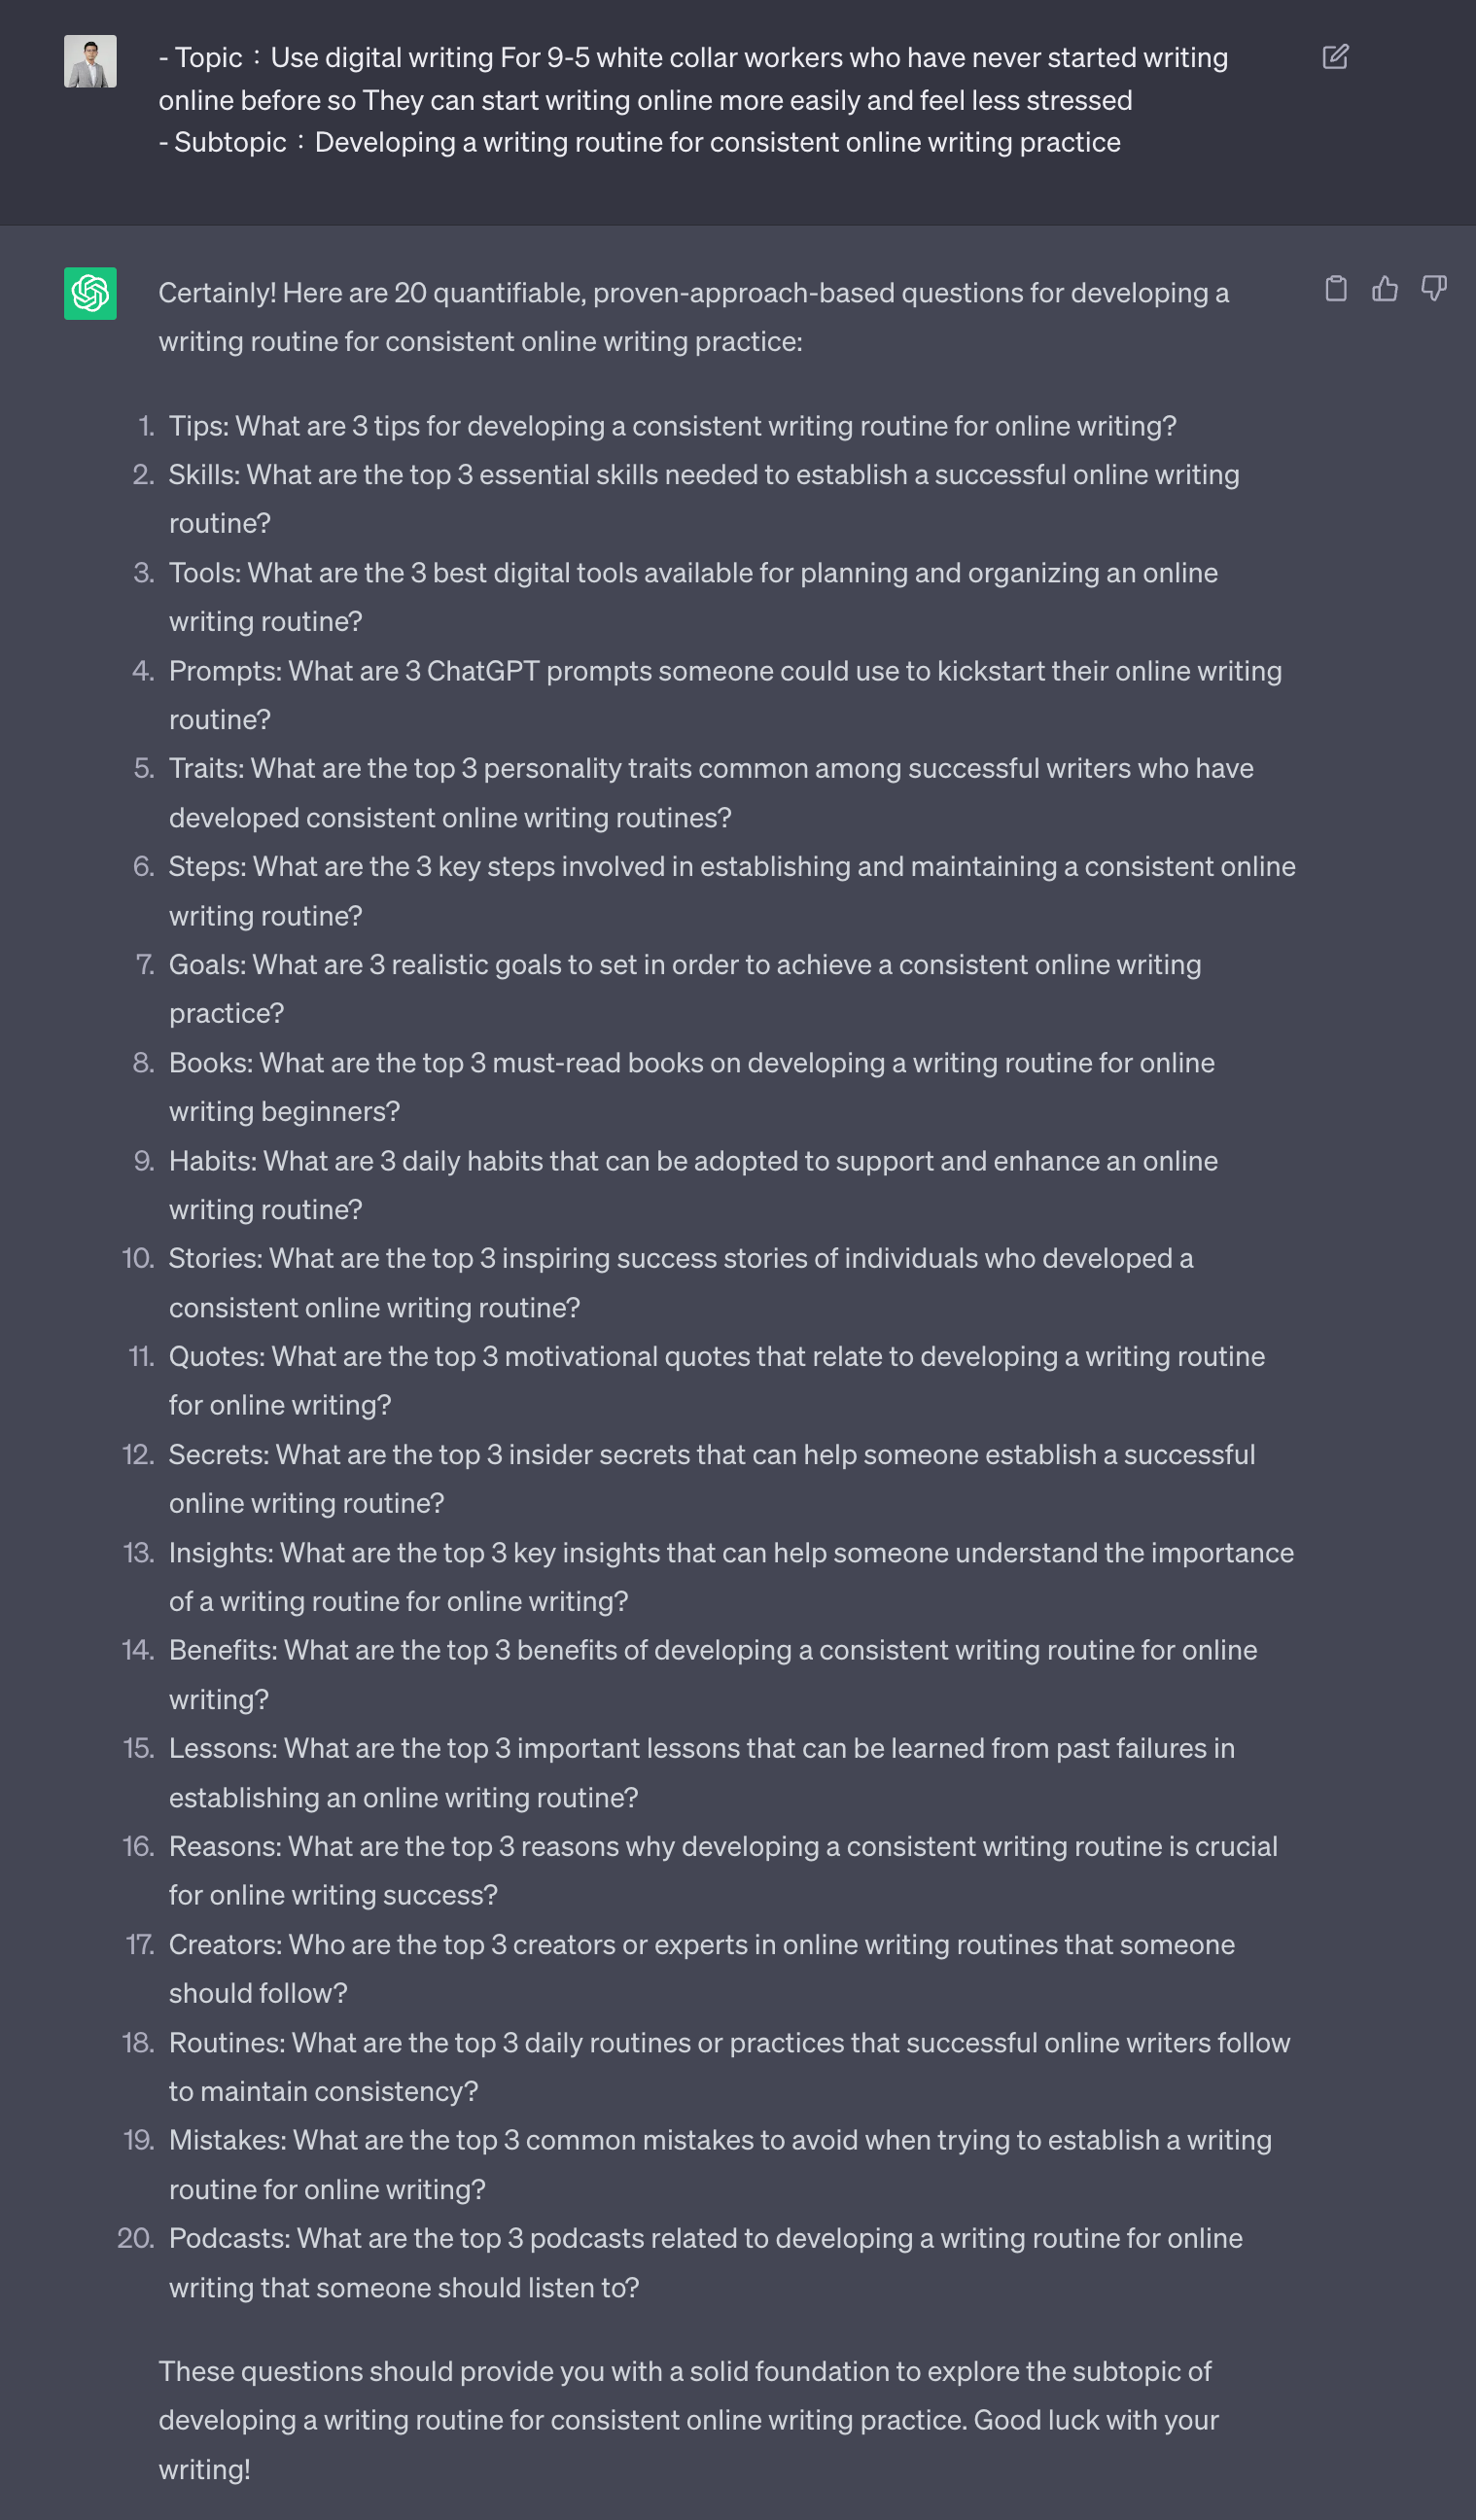 - Topic：Use digital writing For 9-5 white collar workers who have never started writing
online before so They can start writing online more easily and feel less stressed
- Subtopic：Developing a writing routine for consistent online writing practice
Certainly! Here are 20 quantifiable, proven-approach-based questions for developing a
writing routine for consistent online writing practice:
1. Tips: What are 3 tips for developing a consistent writing routine for online writing?
2. Skills: What are the top 3 essential skills needed to establish a successful online writing
routine?
3. Tools: What are the 3 best digital tools available for planning and organizing an online
writing routine?
4. Prompts: What are 3 ChatGPT prompts someone could use to kickstart their online writing
routine?
5. Traits: What are the top 3 personality traits common among successful writers who have
developed consistent online writing routines?
6. Steps: What are the 3 key steps involved in establishing and maintaining a consistent online
writing routine?
7. Goals: What are 3 realistic goals to set in order to achieve a consistent online writing
practice?
8. Books: What are the top 3 must-read books on developing a writing routine for online
writing beginners?
9. Habits: What are 3 daily habits that can be adopted to support and enhance an online
writing routine?
10. Stories: What are the top 3 inspiring success stories of individuals who developed a
consistent online writing routine?
11. Quotes: What are the top 3 motivational quotes that relate to developing a writing routine
for online writing?
12. Secrets: What are the top 3 insider secrets that can help someone establish a successful
online writing routine?
13. Insights: What are the top 3 key insights that can help someone understand the importance
of a writing routine for online writing?
14. Benefits: What are the top 3 benefits of developing a consistent writing routine for online
writing?
15. Lessons: What are the top 3 important lessons that can be learned from past failures in
establishing an online writing routine?
16. Reasons: What are the top 3 reasons why developing a consistent writing routine is crucial
for online writing success?
17. Creators: Who are the top 3 creators or experts in online writing routines that someone
should follow?
18. Routines: What are the top 3 daily routines or practices that successful online writers follow
to maintain consistency?
19. Mistakes: What are the top 3 common mistakes to avoid when trying to establish a writing
routine for online writing?
20. Podcasts: What are the top 3 podcasts related to developing a writing routine for online
writing that someone should listen to?
These questions should provide you with a solid foundation to explore the subtopic of
developing a writing routine for consistent online writing practice. Good luck with your
writing!